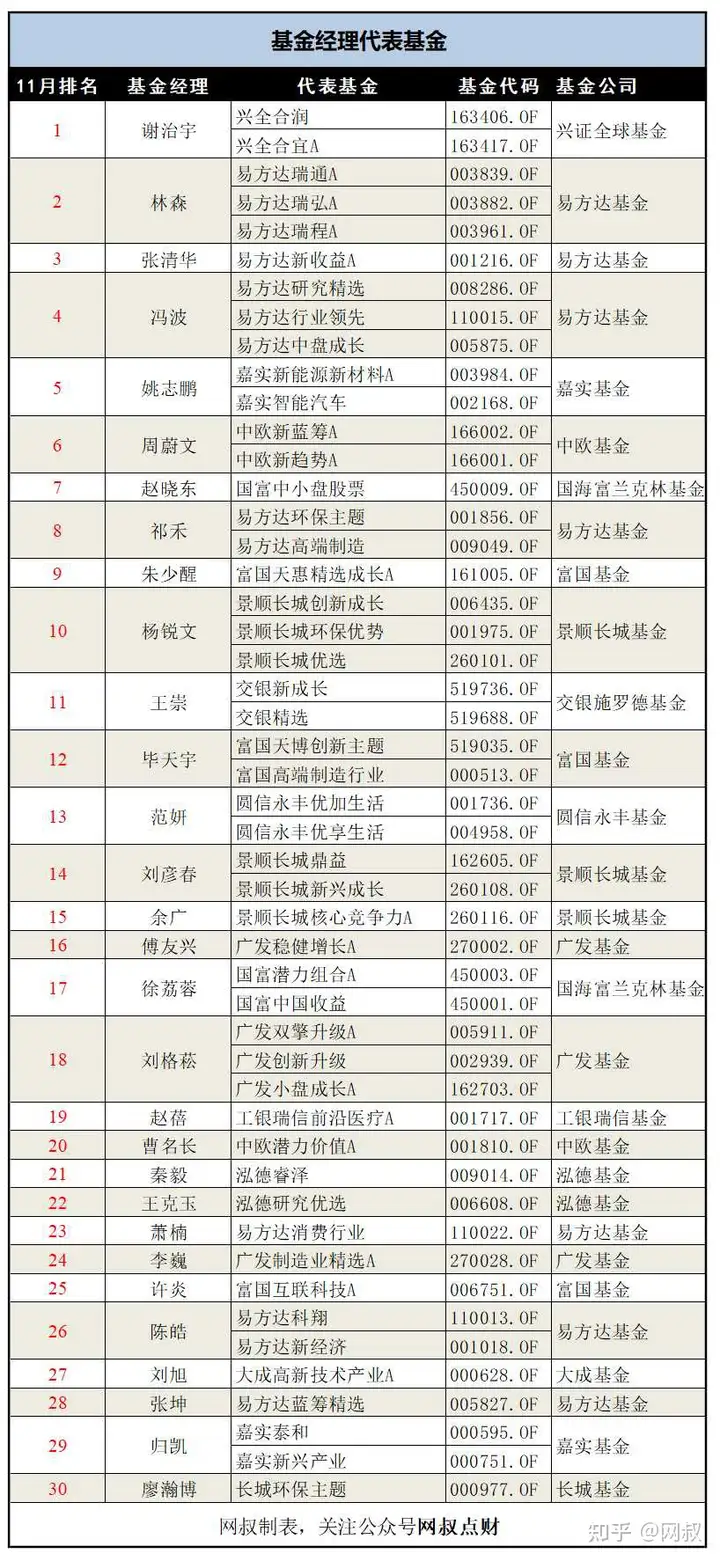 基金经理代表基金
11月排名 基金经理 代表基金 基金代码 基金公司
1 谢治宇 兴全合润 163406.OF 兴证全球基金
兴全合宜A 163417.OF
2 林森 易方达瑞通A 003839.OF 易方达基金
易方达瑞弘A 003882.OF
易方达瑞程A 003961.OF
3 张清华 易方达新收益A 001216.OF 易方达基金
4 冯波 易方达研究精选 008286.OF 易方达基金
易方达行业领先 110015.OF
易方达中盘成长 005875.OF
5 姚志鹏 嘉实新能源新材料A 003984.OF 嘉实基金
嘉实智能汽车 002168.OF
6 周蔚文 中欧新蓝筹A 166002.OF 中欧基金
中欧新趋势A 166001.OF
7 赵晓东 国富中小盘股票 450009.OF 国海富兰克林基金
8 祁禾 易方达环保主题 001856.OF 易方达基金
易方达高端制造 009049.OF
9 朱少醒 富国天惠精选成长A 161005.OF 富国基金
10 杨锐文 景顺长城创新成长 006435.OF 景顺长城基金
景顺长城环保优势 001975.OF
景顺长城优选 260101.OF
11 王崇 交银新成长 519736.OF 交银施罗德基金
交银精选 519688.OF
12 毕天宇 富国天博创新主题 519035.OF 富国基金
富国高端制造行业 000513.OF
13 范妍 圆信永丰优加生活 001736.OF 圆信永丰基金
圆信永丰优享生活 004958.OF
14 刘彦春 景顺长城鼎益 162605.OF 景顺长城基金
景顺长城新兴成长 260108.OF
15 余广 景顺长城核心竞争力A 260116.OF 景顺长城基金
16 傅友兴 广发稳健增长A 270002.OF 广发基金
17 徐荔蓉 国富潜力组合A 450003.OF 国海富兰克林基金
国富中国收益 450001.OF
18 刘格菘 广发双擎升级A 005911.OF 广发基金
广发创新升级 002939.OF
广发小盘成长A 162703.OF
19 赵蓓 工银瑞信前沿医疗A 001717.OF 工银瑞信基金
20 曹名长 中欧潜力价值A 001810.OF 中欧基金
21 秦毅 泓德睿泽 009014.OF 泓德基金
22 王克玉 泓德研究优选 006608.OF 泓德基金
23 萧楠 易方达消费行业 110022.OF 易方达基金
24 李巍 广发制造业精选A 270028.OF 广发基金
25 许炎 富国互联科技A 006751.OF 富国基金
26 陈皓 易方达科翔 110013.OF 易方达基金
易方达新经济 001018.OF
27 刘旭 大成高新技术产业A 000628.OF 大成基金
28 张坤 易方达蓝筹精选 005827.OF 易方达基金
29 归凯 嘉实泰和 000595.OF 嘉实基金
嘉实新兴产业 000751.OF
30 廖瀚博 长城环保主题 000977.OF 长城基金
网叔制表，关注公众号网叔点财
知乎 @网叔